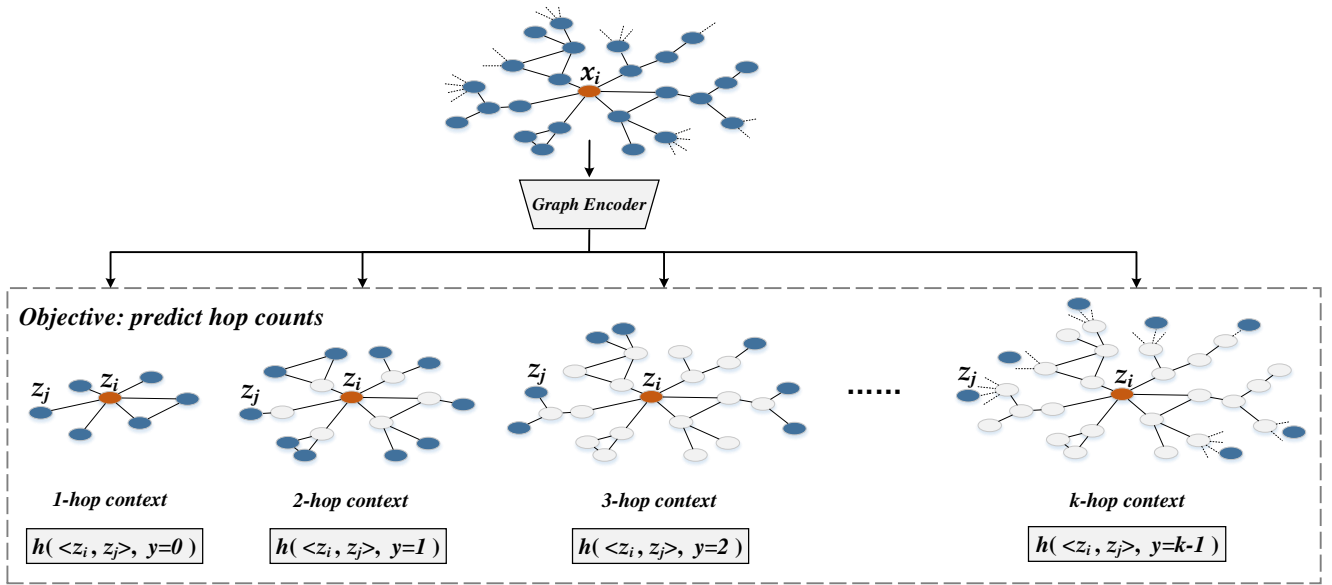 x_i
Graph Encoder
Objective: predict hop counts
z_j z_i
z_j z_i
z_j z_i
......
z_j z_i
1-hop context
2-hop context
3-hop context
k-hop context
h( <z_i, z_j>, y=0 )
h( <z_i, z_j>, y=1 )
h( <z_i, z_j>, y=2 )
h( <z_i, z_j>, y=k-1 )